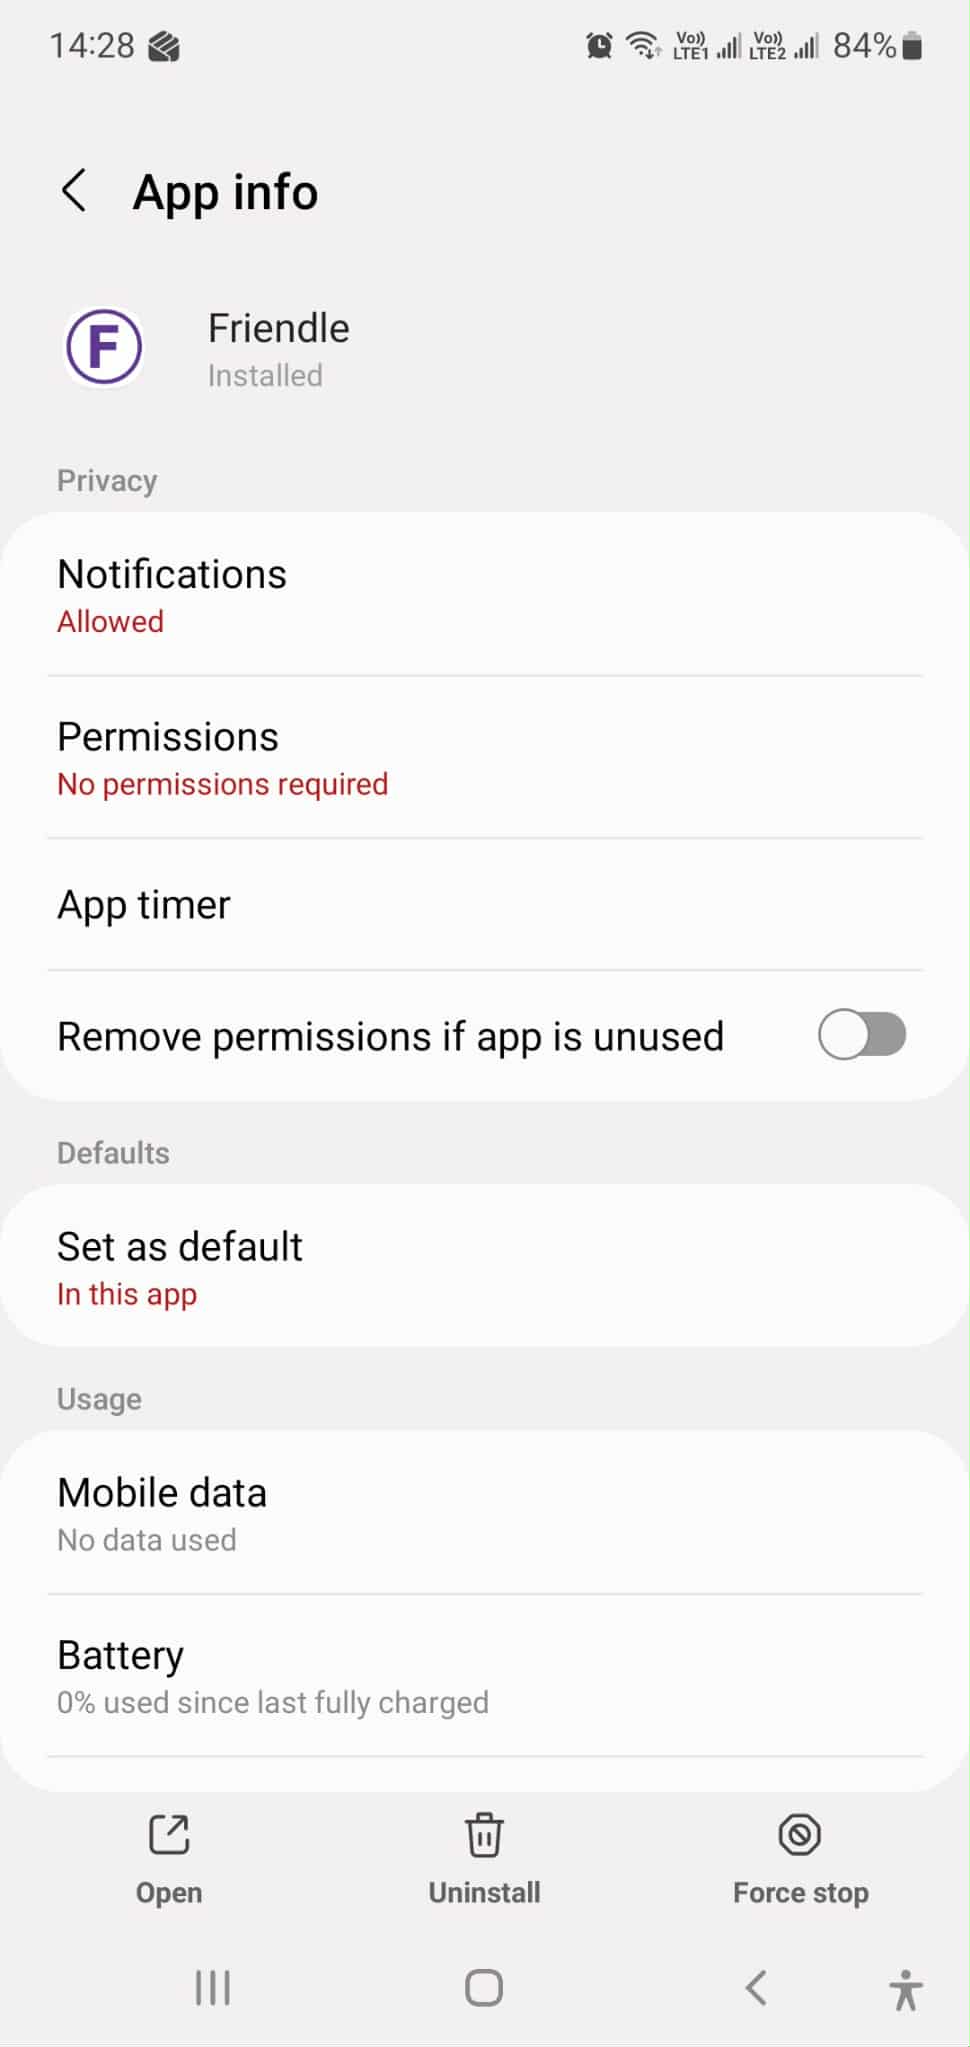 14:28
Vo)) LTE1 Vo)) LTE2 84%
App info
F
Friendle
Installed
Privacy
Notifications
Allowed
Permissions
No permissions required
App timer
Remove permissions if app is unused
Defaults
Set as default
In this app
Usage
Mobile data
No data used
Battery
0% used since last fully charged
Open Uninstall Force stop